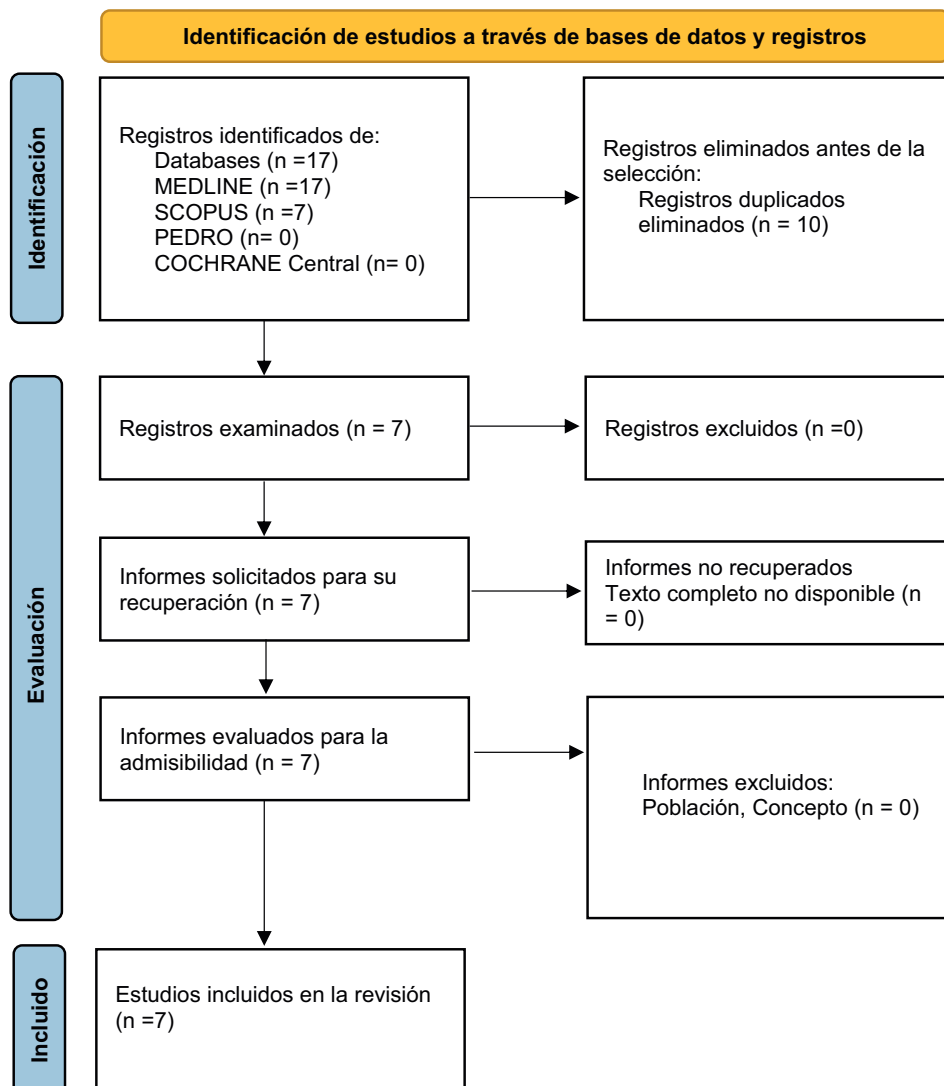 Identificación de estudios a través de bases de datos y registros
Identificación
Registros identificados de:
Databases (n =17)
MEDLINE (n =17)
SCOPUS (n =7)
PEDRO (n= 0)
COCHRANE Central (n= 0)
Registros eliminados antes de la
selección:
Registros duplicados
eliminados (n = 10)
Evaluación
Registros examinados (n = 7)
Registros excluidos (n =0)
Informes solicitados para su
recuperación (n = 7)
Informes no recuperados
Texto completo no disponible (n
= 0)
Informes evaluados para la
admisibilidad (n = 7)
Informes excluidos:
Población, Concepto (n = 0)
Incluido
Estudios incluidos en la revisión
(n =7)